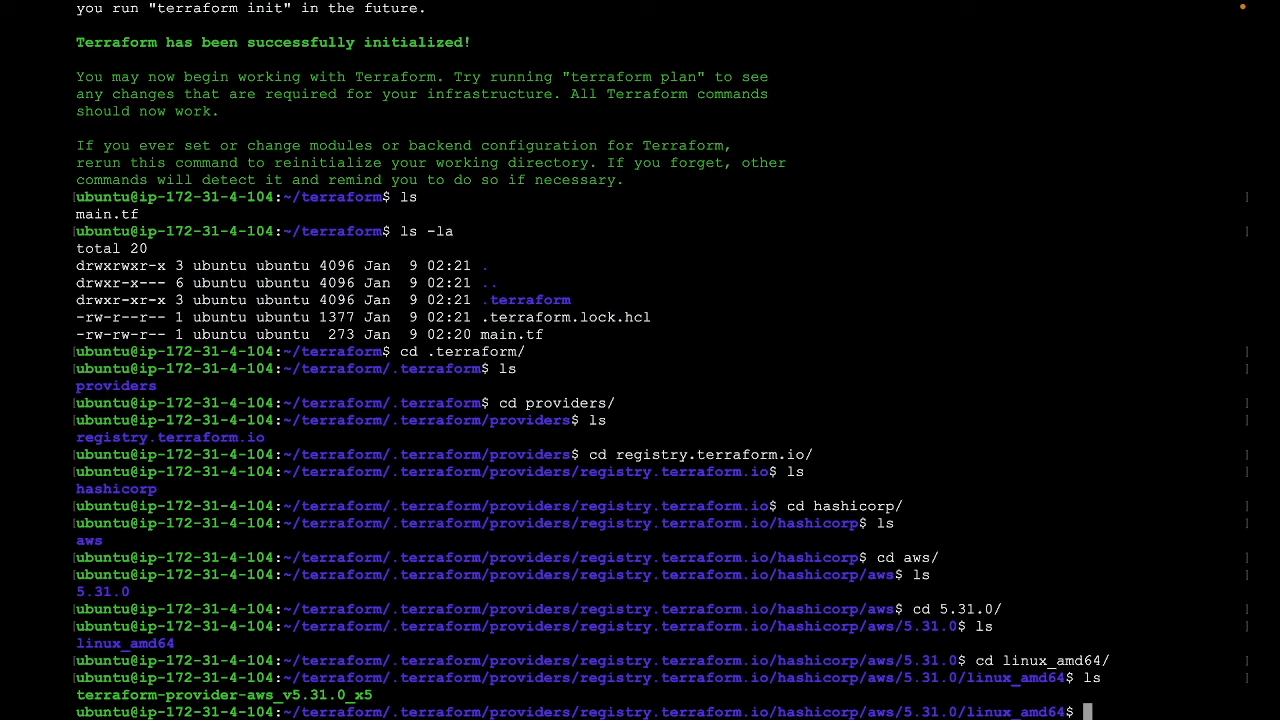 you run "terraform init" in the future.
Terraform has been successfully initialized!
You may now begin working with Terraform. Try running "terraform plan" to see
any changes that are required for your infrastructure. All Terraform commands
should now work.
If you ever set or change modules or backend configuration for Terraform,
rerun this command to reinitialize your working directory. If you forget, other
commands will detect it and remind you to do so if necessary.
[ubuntu@ip-172-31-4-104:~/terraform$ ls ]
main.tf
[ubuntu@ip-172-31-4-104:~/terraform$ ls -la ]
total 20
drwxrwxr-x 3 ubuntu ubuntu 4096 Jan  9 02:21 .
drwxr-x--- 6 ubuntu ubuntu 4096 Jan  9 02:21 ..
drwxr-xr-x 3 ubuntu ubuntu 4096 Jan  9 02:21 .terraform
-rw-r--r-- 1 ubuntu ubuntu 1377 Jan  9 02:21 .terraform.lock.hcl
-rw-rw-r-- 1 ubuntu ubuntu  273 Jan  9 02:20 main.tf
[ubuntu@ip-172-31-4-104:~/terraform$ cd .terraform/ ]
[ubuntu@ip-172-31-4-104:~/terraform/.terraform$ ls ]
providers
[ubuntu@ip-172-31-4-104:~/terraform/.terraform$ cd providers/ ]
[ubuntu@ip-172-31-4-104:~/terraform/.terraform/providers$ ls ]
registry.terraform.io
[ubuntu@ip-172-31-4-104:~/terraform/.terraform/providers$ cd registry.terraform.io/ ]
[ubuntu@ip-172-31-4-104:~/terraform/.terraform/providers/registry.terraform.io$ ls ]
hashicorp
[ubuntu@ip-172-31-4-104:~/terraform/.terraform/providers/registry.terraform.io$ cd hashicorp/ ]
[ubuntu@ip-172-31-4-104:~/terraform/.terraform/providers/registry.terraform.io/hashicorp$ ls ]
aws
[ubuntu@ip-172-31-4-104:~/terraform/.terraform/providers/registry.terraform.io/hashicorp$ cd aws/ ]
[ubuntu@ip-172-31-4-104:~/terraform/.terraform/providers/registry.terraform.io/hashicorp/aws$ ls ]
5.31.0
[ubuntu@ip-172-31-4-104:~/terraform/.terraform/providers/registry.terraform.io/hashicorp/aws$ cd 5.31.0/ ]
[ubuntu@ip-172-31-4-104:~/terraform/.terraform/providers/registry.terraform.io/hashicorp/aws/5.31.0$ ls ]
linux_amd64
[ubuntu@ip-172-31-4-104:~/terraform/.terraform/providers/registry.terraform.io/hashicorp/aws/5.31.0$ cd linux_amd64/ ]
[ubuntu@ip-172-31-4-104:~/terraform/.terraform/providers/registry.terraform.io/hashicorp/aws/5.31.0/linux_amd64$ ls ]
terraform-provider-aws_v5.31.0_x5
ubuntu@ip-172-31-4-104:~/terraform/.terraform/providers/registry.terraform.io/hashicorp/aws/5.31.0/linux_amd64$